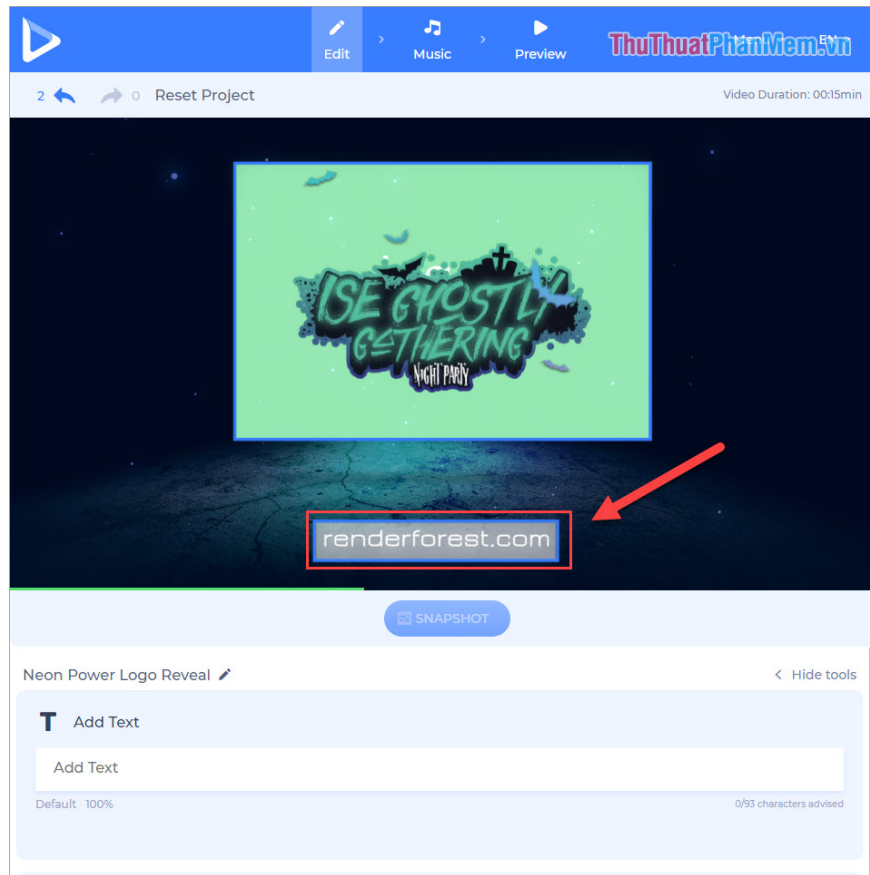 Edit
Music
Preview
ThuThuatPhanMem.vn
2
0
Reset Project
Video Duration: 00:15min
ISE GHOSTLY
GATHERING
NIGHT PARTY
renderforest.com
SNAPSHOT
Neon Power Logo Reveal
Hide tools
T Add Text
Add Text
Default 100%
0/93 characters advised